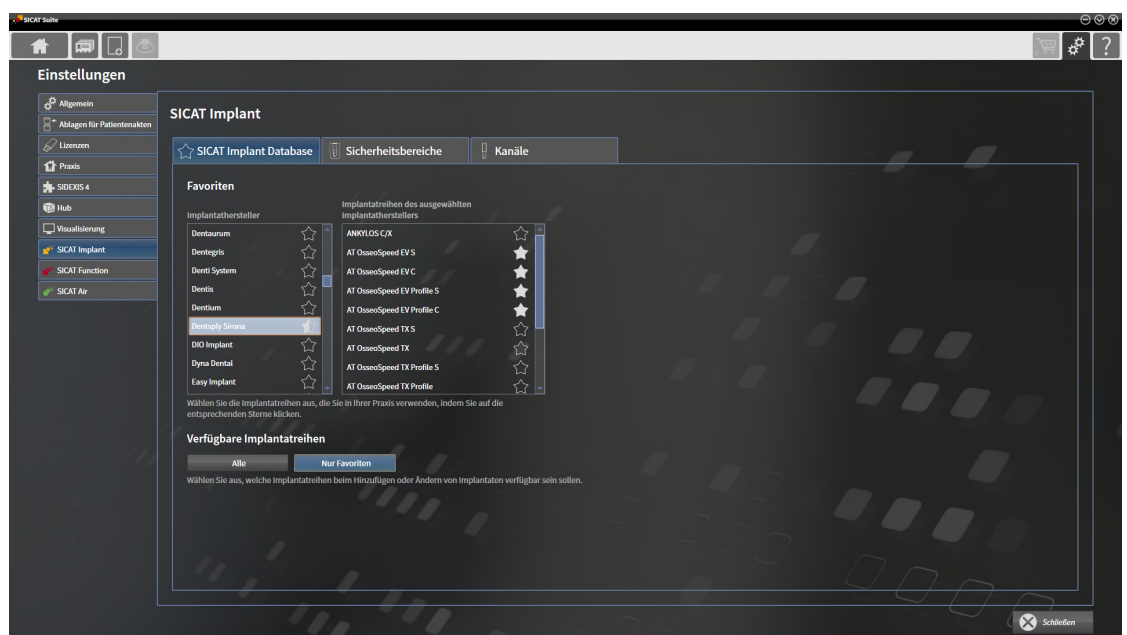 SICAT Suite
Einstellungen
Allgemein
Ablagen für Patientenakten
Lizenzen
Praxis
SIDEXIS 4
Hub
Visualisierung
SICAT Implant
SICAT Function
SICAT Air
SICAT Implant
SICAT Implant Database
Sicherheitsbereiche
Kanäle
Favoriten
Implantathersteller
Dentaurum
Dentegris
Denti System
Dentis
Dentium
Dentsply Sirona
DIO Implant
Dyna Dental
Easy Implant
Implantatreihen des ausgewählten
Implantatherstellers
ANKYLOS C/X
AT OsseoSpeed EV S
AT OsseoSpeed EV C
AT OsseoSpeed EV Profile S
AT OsseoSpeed EV Profile C
AT OsseoSpeed TX S
AT OsseoSpeed TX
AT OsseoSpeed TX Profile S
AT OsseoSpeed TX Profile
Wählen Sie die Implantatreihen aus, die Sie in Ihrer Praxis verwenden, indem Sie auf die
entsprechenden Sterne klicken.
Verfügbare Implantatreihen
Alle
Nur Favoriten
Wählen Sie aus, welche Implantatreihen beim Hinzufügen oder Ändern von Implantaten verfügbar sein sollen.
Schließen